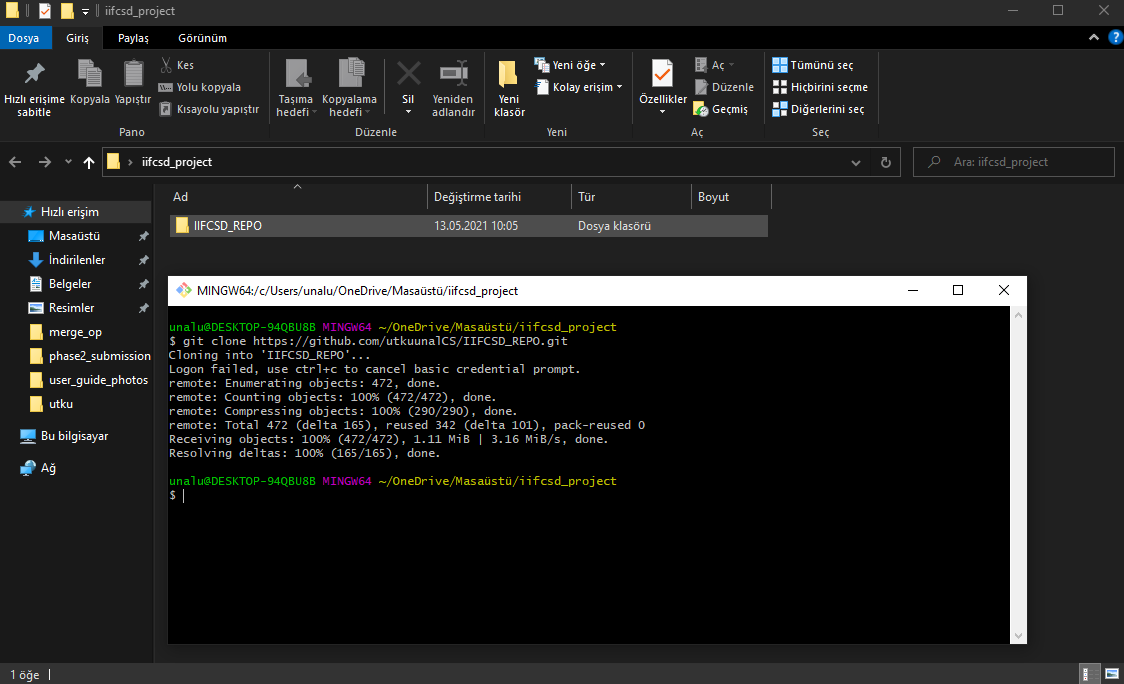 iifcsd_project
Dosya Giriş Paylaş Görünüm
Hızlı erişime sabitle
Kopyala
Yapıştır
Kes
Yolu kopyala
Kısayolu yapıştır
Pano
Taşıma hedefi
Kopyalama hedefi
Sil
Yeniden adlandır
Düzenle
Yeni klasör
Yeni öğe
Kolay erişim
Yeni
Özellikler
Aç
Düzenle
Geçmiş
Aç
Tümünü seç
Hiçbirini seçme
Diğerlerini seç
Seç
iifcsd_project
Ara: iifcsd_project
Ad Değiştirme tarihi Tür Boyut
IIFCSD_REPO 13.05.2021 10:05 Dosya klasörü
Hızlı erişim
Masaüstü
İndirilenler
Belgeler
Resimler
merge_op
phase2_submission
user_guide_photos
utku
Bu bilgisayar
Ağ
MINGW64:/c/Users/unalu/OneDrive/Masaüstü/iifcsd_project
unalu@DESKTOP-94QBU8B MINGW64 ~/OneDrive/Masaüstü/iifcsd_project
$ git clone https://github.com/utkuunalCS/IIFCSD_REPO.git
Cloning into 'IIFCSD_REPO'...
Logon failed, use ctrl+c to cancel basic credential prompt.
remote: Enumerating objects: 472, done.
remote: Counting objects: 100% (472/472), done.
remote: Compressing objects: 100% (290/290), done.
remote: Total 472 (delta 165), reused 342 (delta 101), pack-reused 0
Receiving objects: 100% (472/472), 1.11 MiB | 3.16 MiB/s, done.
Resolving deltas: 100% (165/165), done.
unalu@DESKTOP-94QBU8B MINGW64 ~/OneDrive/Masaüstü/iifcsd_project
$
1 öğe